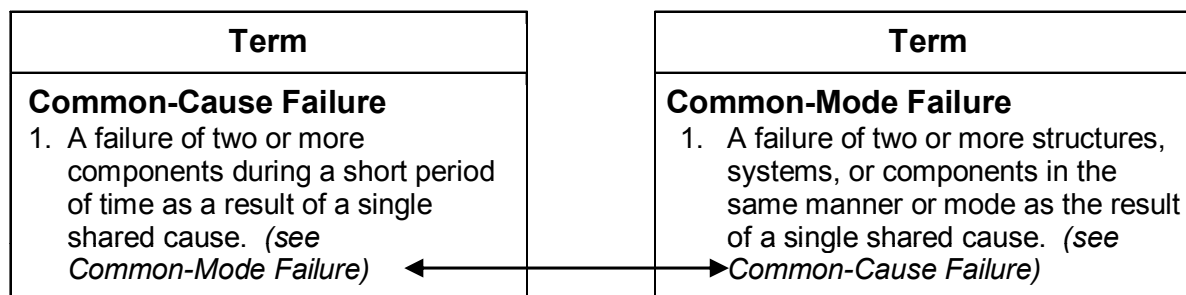 Term
Common-Cause Failure
1. A failure of two or more
components during a short period
of time as a result of a single
shared cause. (see
Common-Mode Failure)
Term
Common-Mode Failure
1. A failure of two or more structures,
systems, or components in the
same manner or mode as the result
of a single shared cause. (see
Common-Cause Failure)